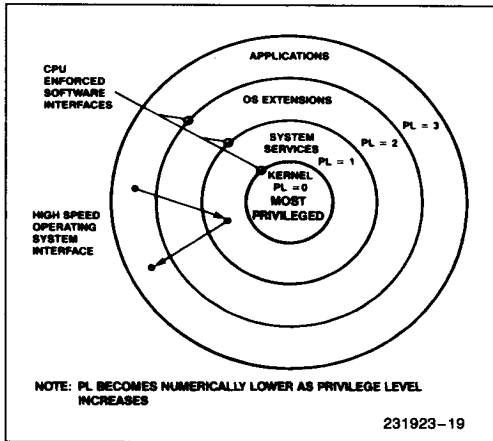 APPLICATIONS
CPU
ENFORCED
SOFTWARE
INTERFACES
OS EXTENSIONS
SYSTEM
SERVICES
PL = 3
PL = 2
PL = 1
KERNEL
PL =0
MOST
PRIVILEGED
HIGH SPEED
OPERATING
SYSTEM
INTERFACE
NOTE: PL BECOMES NUMERICALLY LOWER AS PRIVILEGE LEVEL
INCREASES
231923-19